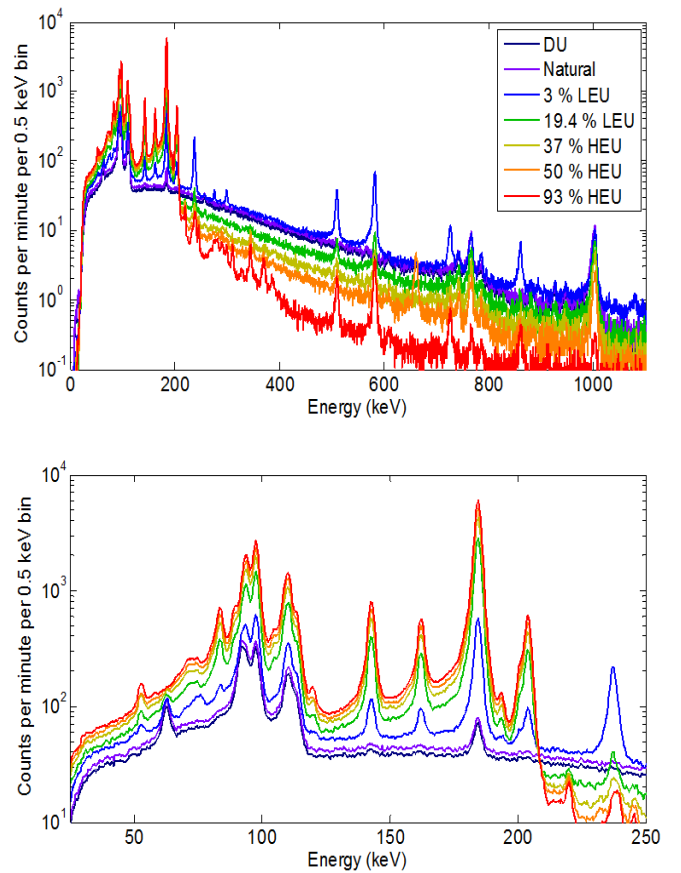 10^4
10^3
10^2
10^1
10^0
10^-1
Counts per minute per 0.5 keV bin
DU
Natural
3 % LEU
19.4 % LEU
37 % HEU
50 % HEU
93 % HEU
0 200 400 600 800 1000
Energy (keV)
10^4
10^3
10^2
10^1
Counts per minute per 0.5 keV bin
50 100 150 200 250
Energy (keV)